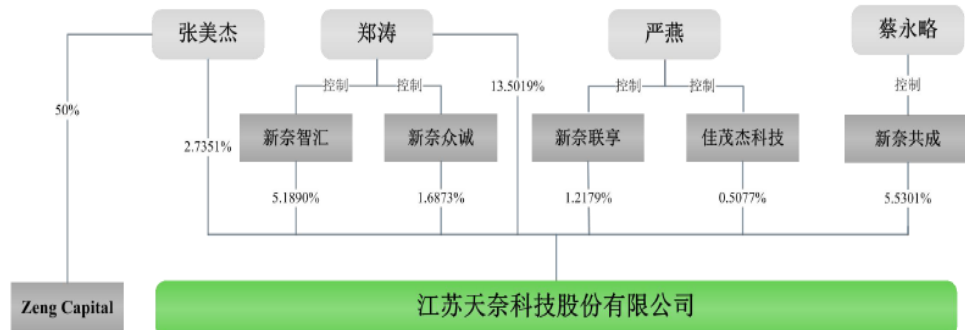 张美杰
郑涛
严燕
蔡永略
控制
控制
控制
控制
控制
50%
13.5019%
新奈智汇
新奈众诚
新奈联享
佳茂杰科技
新奈共成
2.7351%
5.1890%
1.6873%
1.2179%
0.5077%
5.5301%
Zeng Capital
江苏天奈科技股份有限公司